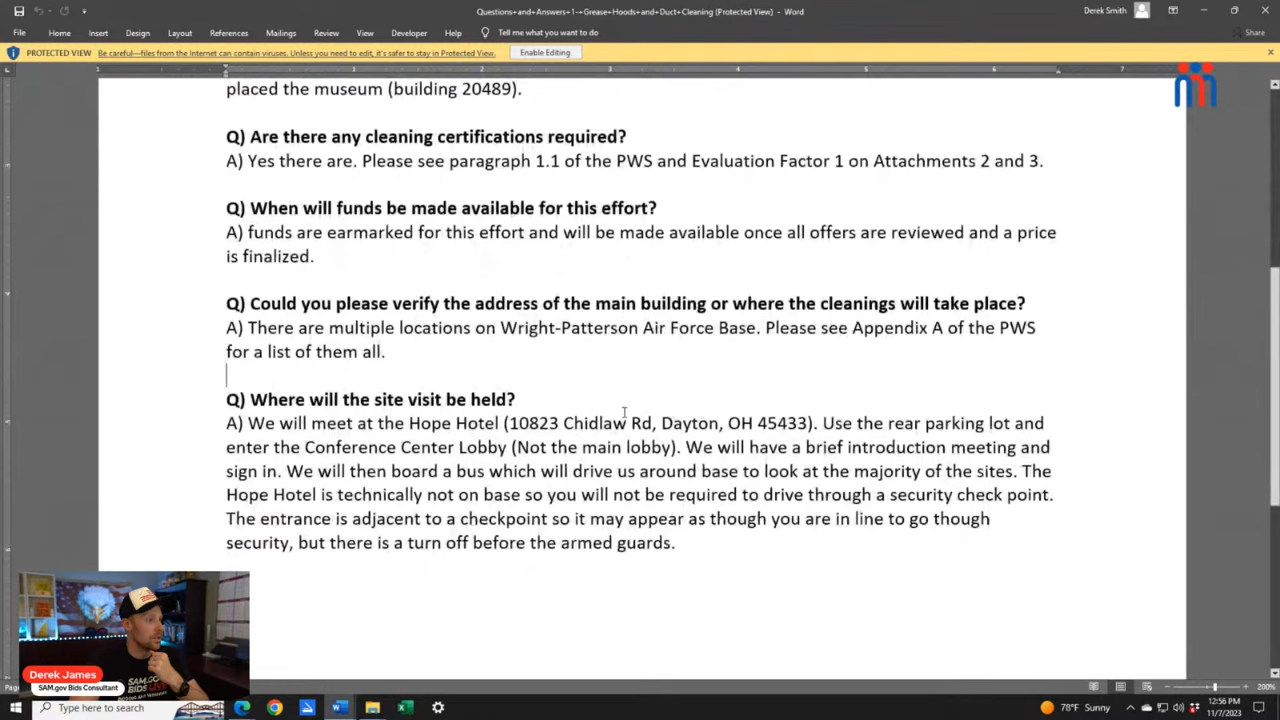 Questions+and+Answers+1-+Grease+Hoods+and+Duct+Cleaning (Protected View) - Word
Derek Smith
File Home Insert Design Layout References Mailings Review View Developer Help Tell me what you want to do
Share
PROTECTED VIEW Be careful—files from the Internet can contain viruses. Unless you need to edit, it's safer to stay in Protected View. Enable Editing
1 1 2 3 4 5 6 7
placed the museum (building 20489).
Q) Are there any cleaning certifications required?
A) Yes there are. Please see paragraph 1.1 of the PWS and Evaluation Factor 1 on Attachments 2 and 3.
Q) When will funds be made available for this effort?
A) funds are earmarked for this effort and will be made available once all offers are reviewed and a price
is finalized.
Q) Could you please verify the address of the main building or where the cleanings will take place?
A) There are multiple locations on Wright-Patterson Air Force Base. Please see Appendix A of the PWS
for a list of them all.
Q) Where will the site visit be held?
A) We will meet at the Hope Hotel (10823 Chidlaw Rd, Dayton, OH 45433). Use the rear parking lot and
enter the Conference Center Lobby (Not the main lobby). We will have a brief introduction meeting and
sign in. We will then board a bus which will drive us around base to look at the majority of the sites. The
Hope Hotel is technically not on base so you will not be required to drive through a security check point.
The entrance is adjacent to a checkpoint so it may appear as though you are in line to go though
security, but there is a turn off before the armed guards.
SAM.gov
BIDS LIVE
Derek James
SAM.gov Bids Consultant
200%
Type here to search
78°F Sunny
12:56 PM
11/7/2023